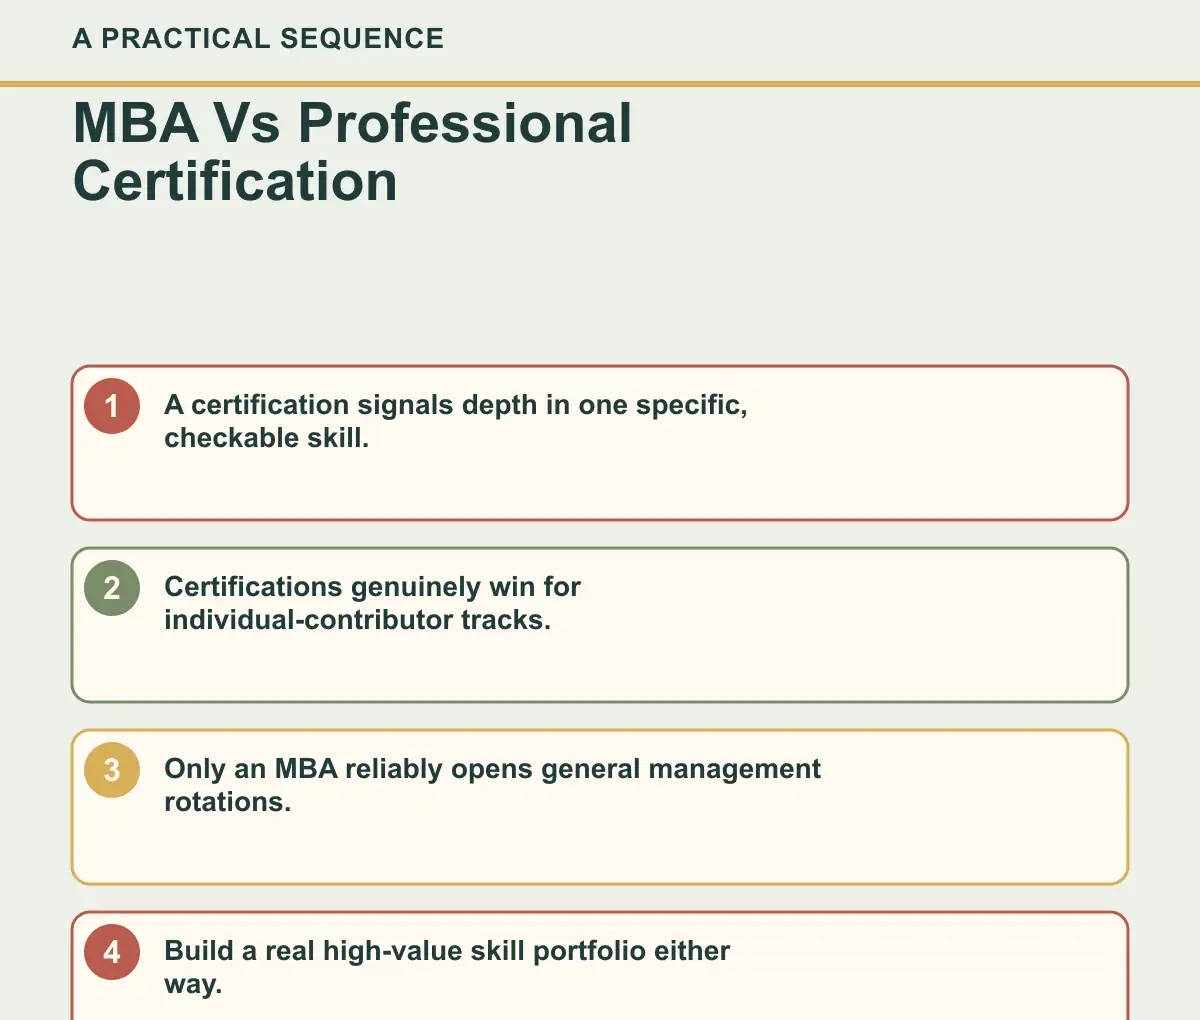 A PRACTICAL SEQUENCE
MBA Vs Professional
Certification
1
A certification signals depth in one specific,
checkable skill.
2
Certifications genuinely win for
individual-contributor tracks.
3
Only an MBA reliably opens general management
rotations.
4
Build a real high-value skill portfolio either
way.